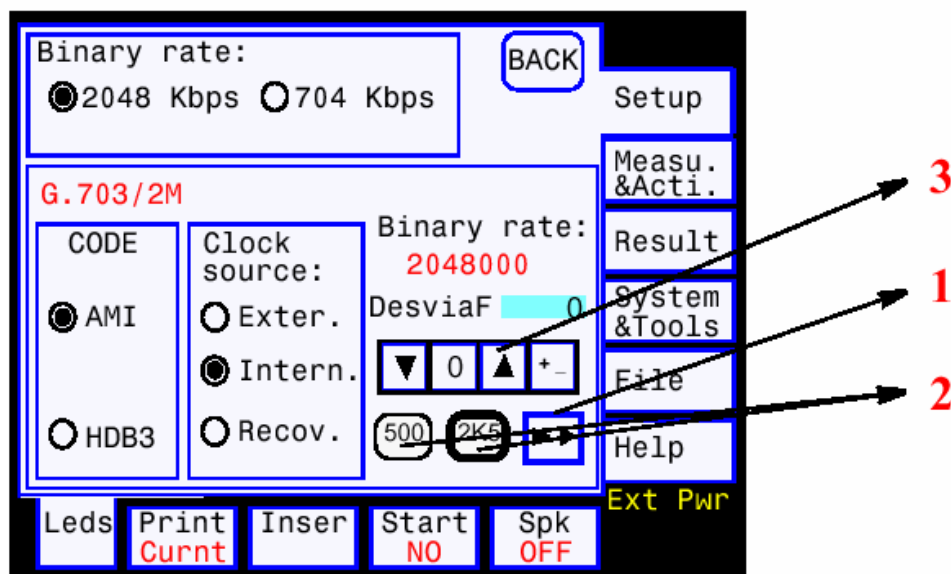 Binary rate:
2048 Kbps 704 Kbps
BACK
Setup
Measu.
&Acti.
Result
System
&Tools
File
Help
Ext Pwr
G.703/2M
CODE
AMI
HDB3
Clock
source:
Exter.
Intern.
Recov.
Binary rate:
2048000
DesviaF 0
0 +-
500 2K5
Leds
Print
Curnt
Inser
Start
NO
Spk
OFF
3
1
2